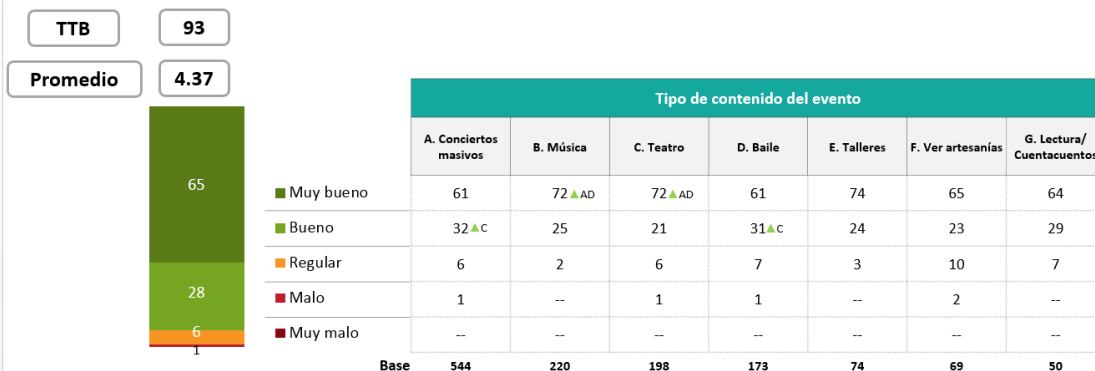 TTB 93
Promedio 4.37
Tipo de contenido del evento
A. Conciertos masivos B. Música C. Teatro D. Baile E. Talleres F. Ver artesanías G. Lectura/ Cuentacuentos
65
28
6
1
Muy bueno 61 72 ▲AD 72 ▲AD 61 74 65 64
Bueno 32 ▲C 25 21 31 ▲C 24 23 29
Regular 6 2 6 7 3 10 7
Malo 1 -- 1 1 -- 2 --
Muy malo -- -- -- -- -- -- --
Base 544 220 198 173 74 69 50